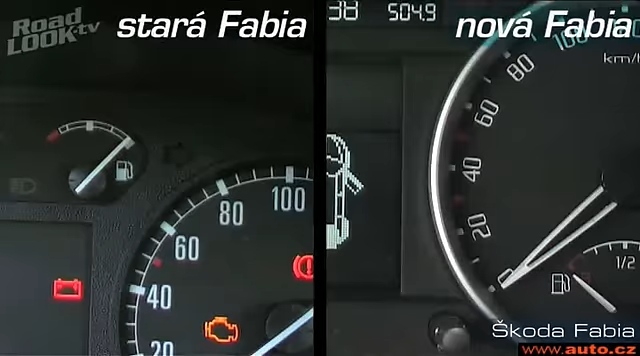 Road
LOOK.tv
stará Fabia
38 504.9
nová Fabia
100
80
60
40
20
km/h
1/2
100
80
60
40
20
Škoda Fabia
www.auto.cz